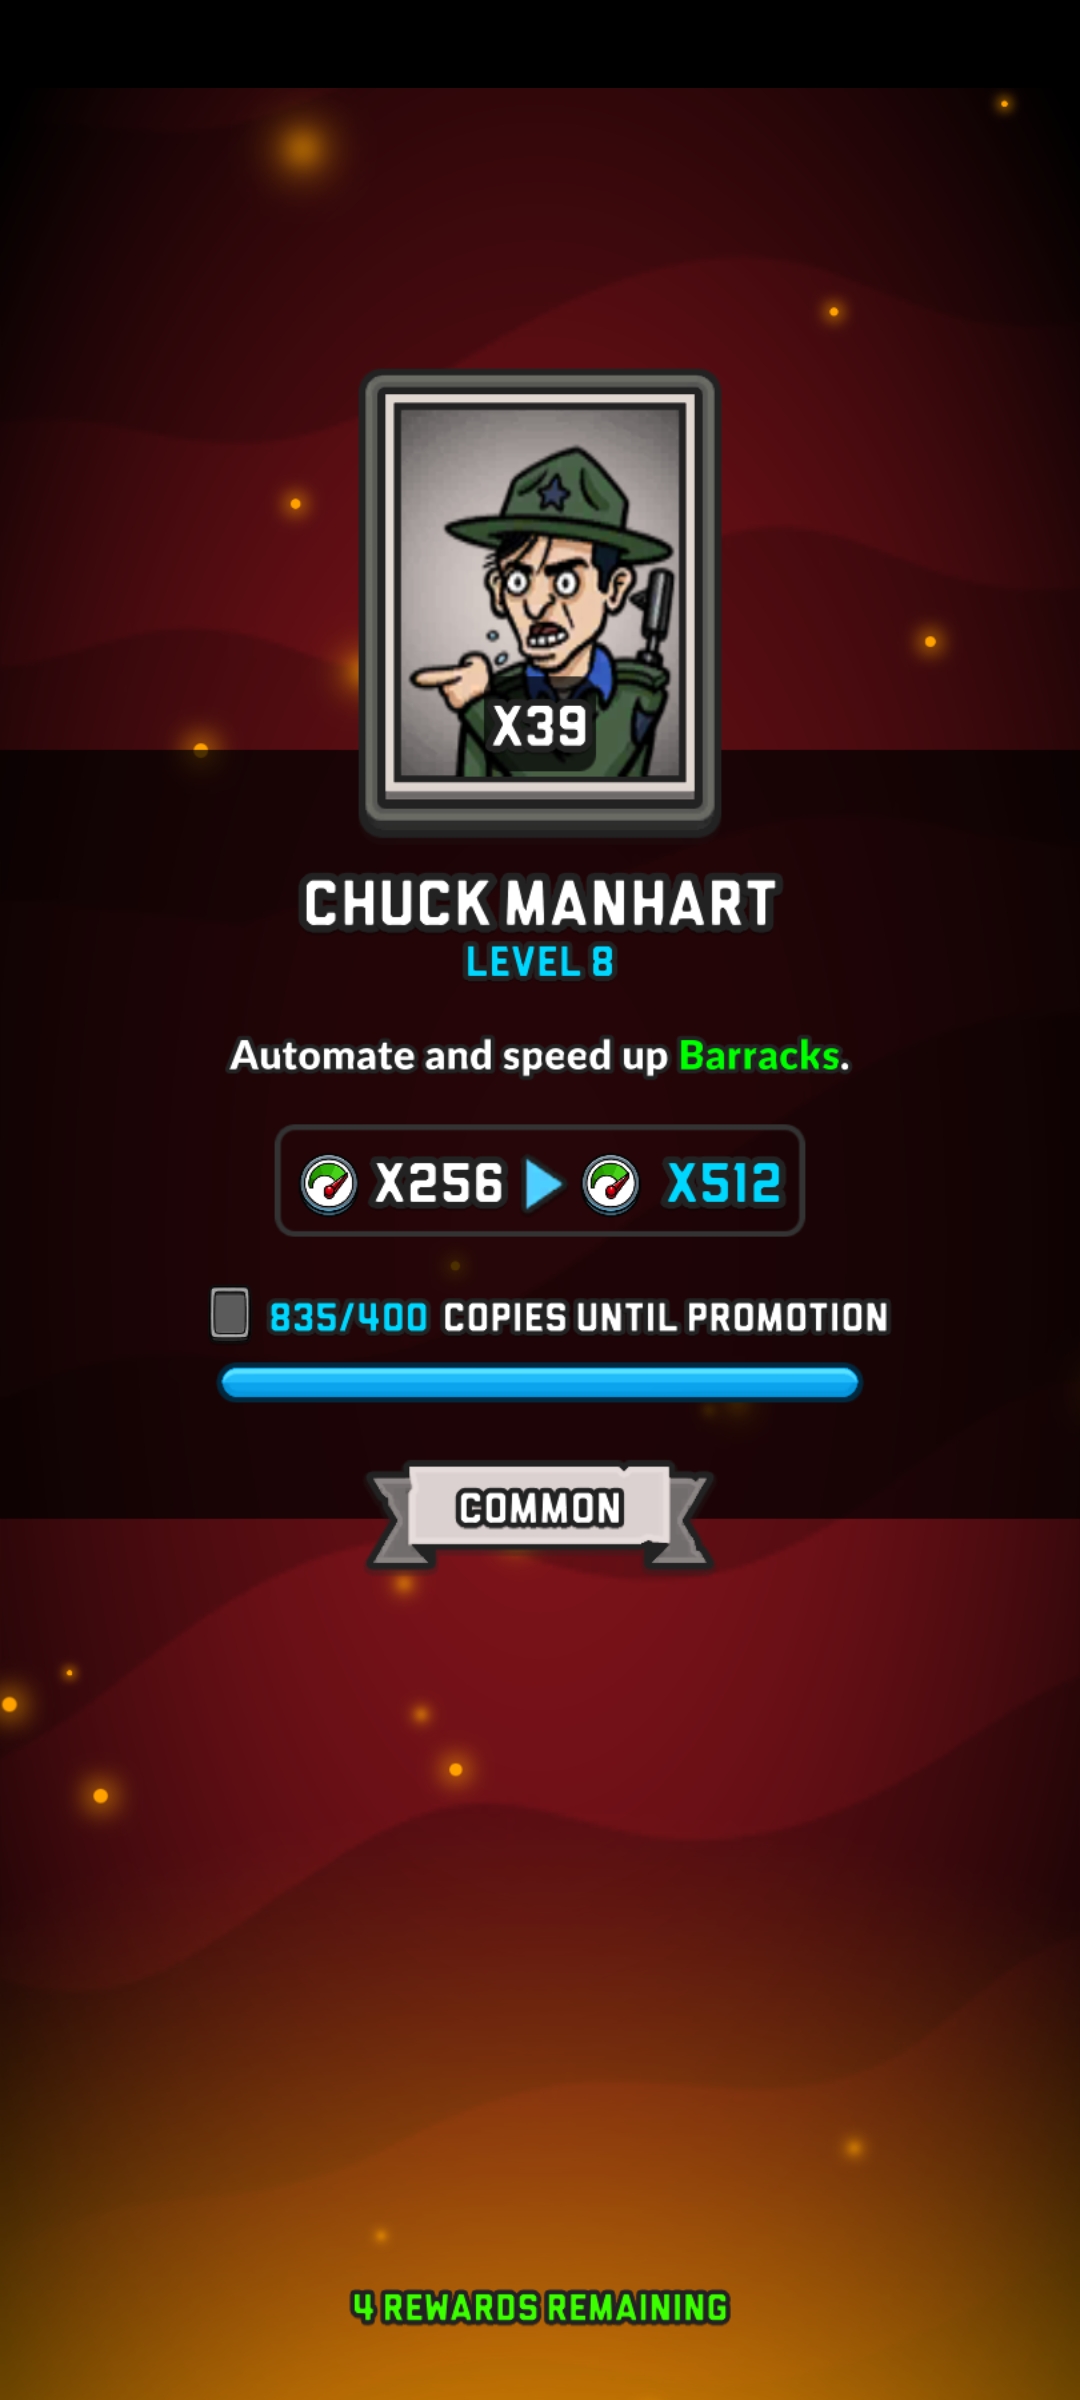 X39
CHUCK MANHART
LEVEL 8
Automate and speed up Barracks.
X256 X512
835/400 COPIES UNTIL PROMOTION
COMMON
4 REWARDS REMAINING